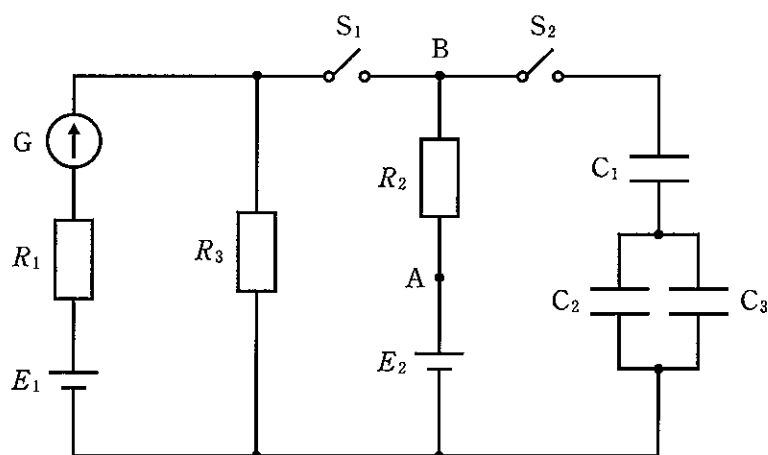 S₁
B
S₂
G
C₁
R₂
R₁
R₃
A
C₂
C₃
E₁
E₂